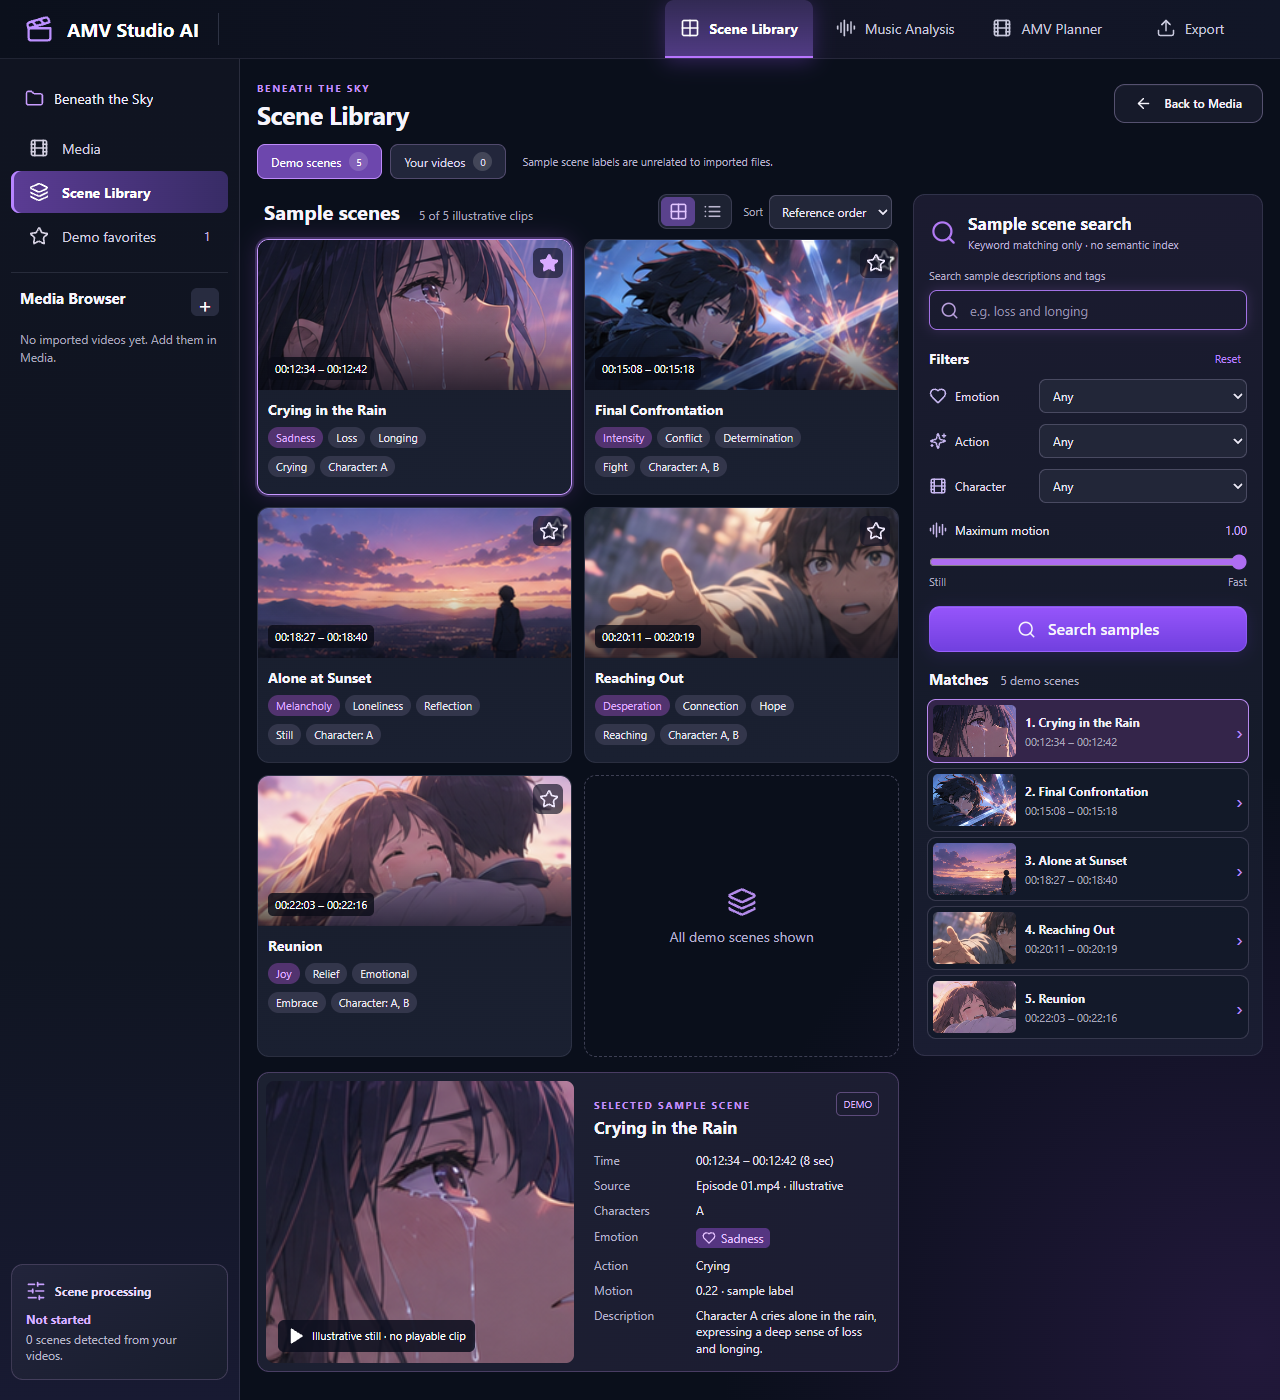 AMV Studio AI
Scene Library
Music Analysis
AMV Planner
Export
Beneath the Sky
Media
Scene Library
Demo favorites 1
Media Browser
+
No imported videos yet. Add them in
Media.
Scene processing
Not started
0 scenes detected from your
videos.
BENEATH THE SKY
Scene Library
Back to Media
Demo scenes 5
Your videos 0
Sample scene labels are unrelated to imported files.
Sample scenes 5 of 5 illustrative clips
Sort Reference order
00:12:34 – 00:12:42
Crying in the Rain
Sadness Loss Longing
Crying Character: A
00:15:08 – 00:15:18
Final Confrontation
Intensity Conflict Determination
Fight Character: A, B
00:18:27 – 00:18:40
Alone at Sunset
Melancholy Loneliness Reflection
Still Character: A
00:20:11 – 00:20:19
Reaching Out
Desperation Connection Hope
Reaching Character: A, B
00:22:03 – 00:22:16
Reunion
Joy Relief Emotional
Embrace Character: A, B
All demo scenes shown
SELECTED SAMPLE SCENE
DEMO
Crying in the Rain
Time 00:12:34 – 00:12:42 (8 sec)
Source Episode 01.mp4 · illustrative
Characters A
Emotion Sadness
Action Crying
Motion 0.22 · sample label
Description Character A cries alone in the rain,
expressing a deep sense of loss
and longing.
Illustrative still · no playable clip
Sample scene search
Keyword matching only · no semantic index
Search sample descriptions and tags
e.g. loss and longing
Filters Reset
Emotion Any
Action Any
Character Any
Maximum motion 1.00
Still Fast
Search samples
Matches 5 demo scenes
1. Crying in the Rain
00:12:34 – 00:12:42
2. Final Confrontation
00:15:08 – 00:15:18
3. Alone at Sunset
00:18:27 – 00:18:40
4. Reaching Out
00:20:11 – 00:20:19
5. Reunion
00:22:03 – 00:22:16